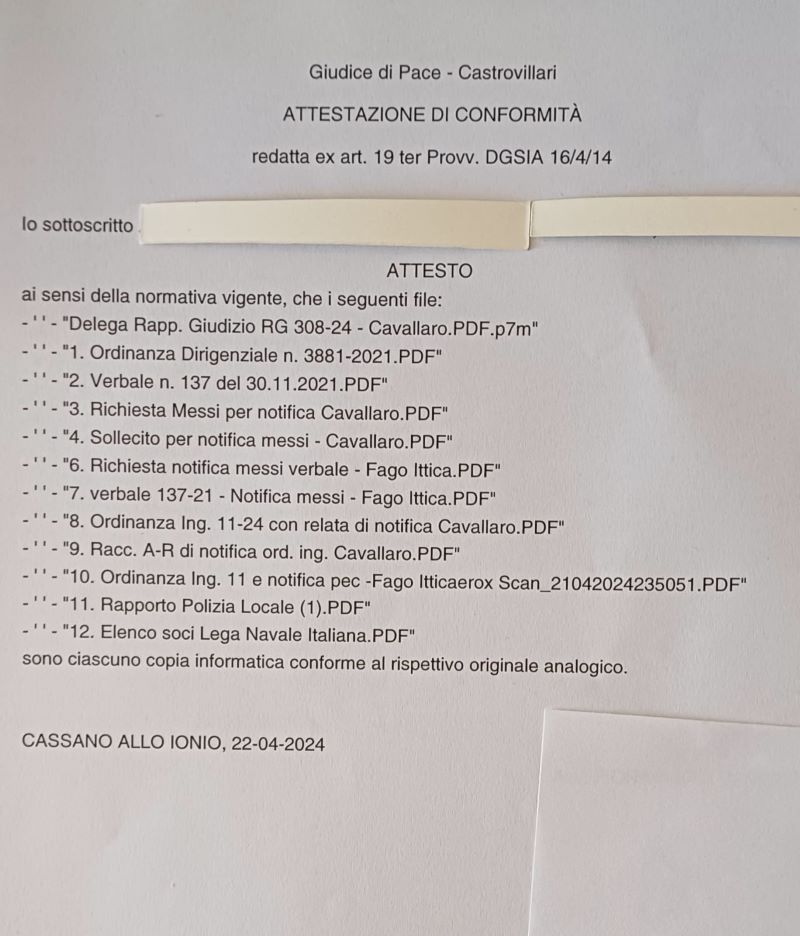 Giudice di Pace - Castrovillari
ATTESTAZIONE DI CONFORMITÀ
redatta ex art. 19 ter Provv. DGSIA 16/4/14
Io sottoscritto
ATTESTO
ai sensi della normativa vigente, che i seguenti file:
- ' ' - "Delega Rapp. Giudizio RG 308-24 - Cavallaro.PDF.p7m"
- ' ' - "1. Ordinanza Dirigenziale n. 3881-2021.PDF"
- ' ' - "2. Verbale n. 137 del 30.11.2021.PDF"
- ' ' - "3. Richiesta Messi per notifica Cavallaro.PDF"
- ' ' - "4. Sollecito per notifica messi - Cavallaro.PDF"
- ' ' - "6. Richiesta notifica messi verbale - Fago Ittica.PDF"
- ' ' - "7. verbale 137-21 - Notifica messi - Fago Ittica.PDF"
- ' ' - "8. Ordinanza Ing. 11-24 con relata di notifica Cavallaro.PDF"
- ' ' - "9. Racc. A-R di notifica ord. ing. Cavallaro.PDF"
- ' ' - "10. Ordinanza Ing. 11 e notifica pec -Fago Itticaerox Scan_21042024235051.PDF"
- ' ' - "11. Rapporto Polizia Locale (1).PDF"
- ' ' - "12. Elenco soci Lega Navale Italiana.PDF"
sono ciascuno copia informatica conforme al rispettivo originale analogico.
CASSANO ALLO IONIO, 22-04-2024